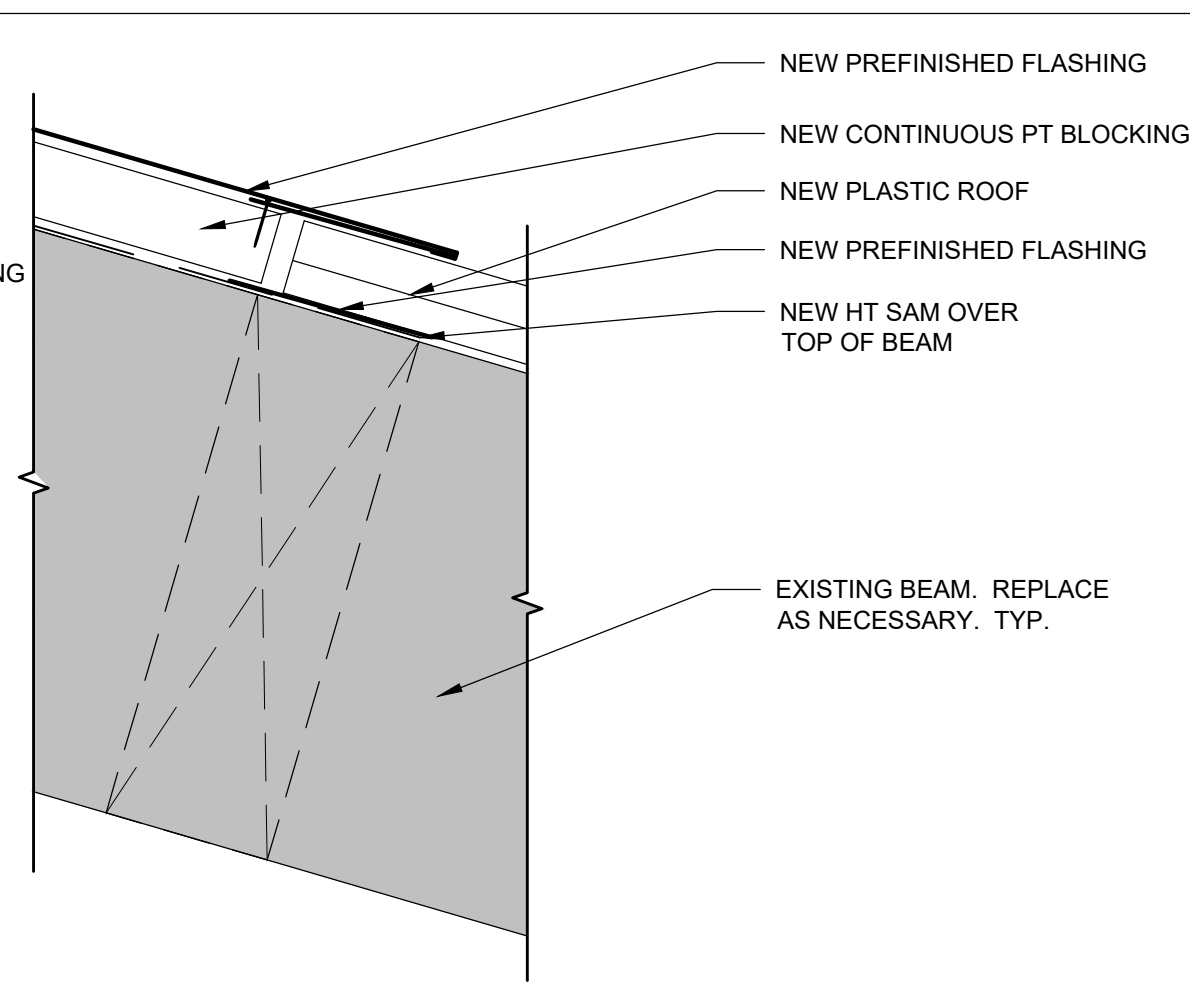 NEW PREFINISHED FLASHING
NEW CONTINUOUS PT BLOCKING
NEW PLASTIC ROOF
NEW PREFINISHED FLASHING
NEW HT SAM OVER
TOP OF BEAM
EXISTING BEAM. REPLACE
AS NECESSARY. TYP.